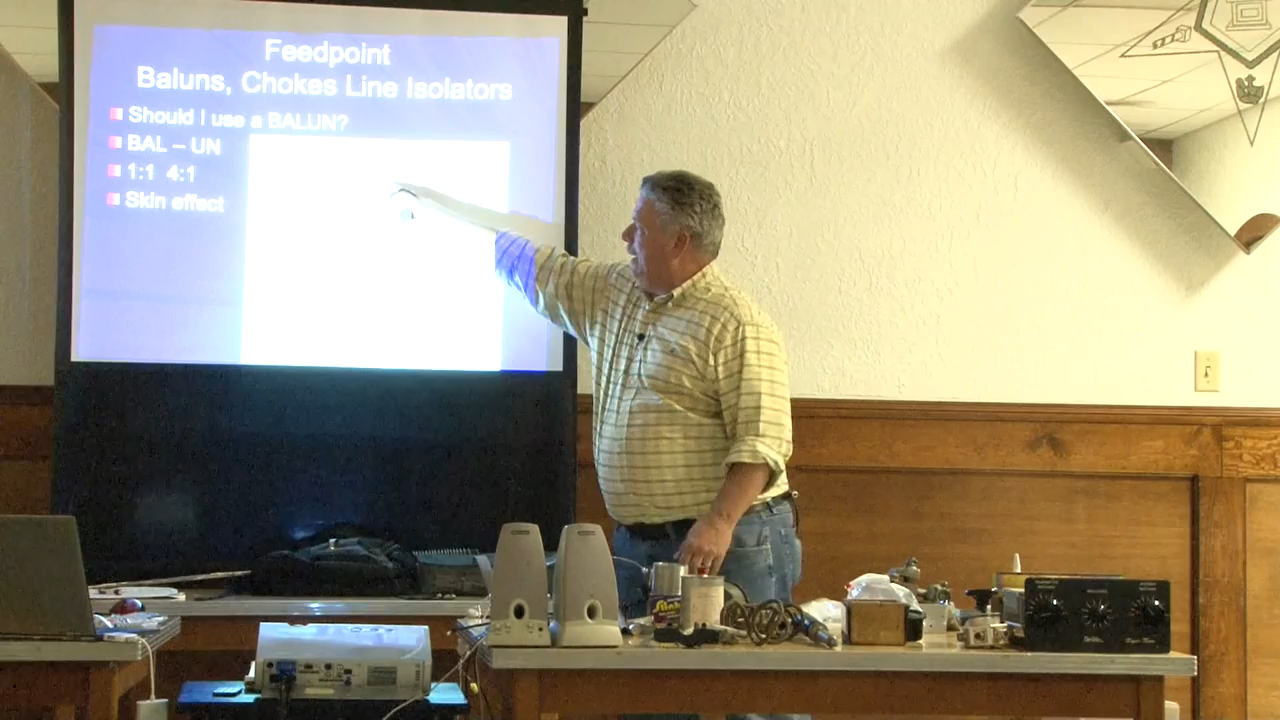 Feedpoint
Baluns, Chokes Line Isolators
Should I use a BALUN?
BAL – UN
1:1 4:1
Skin effect